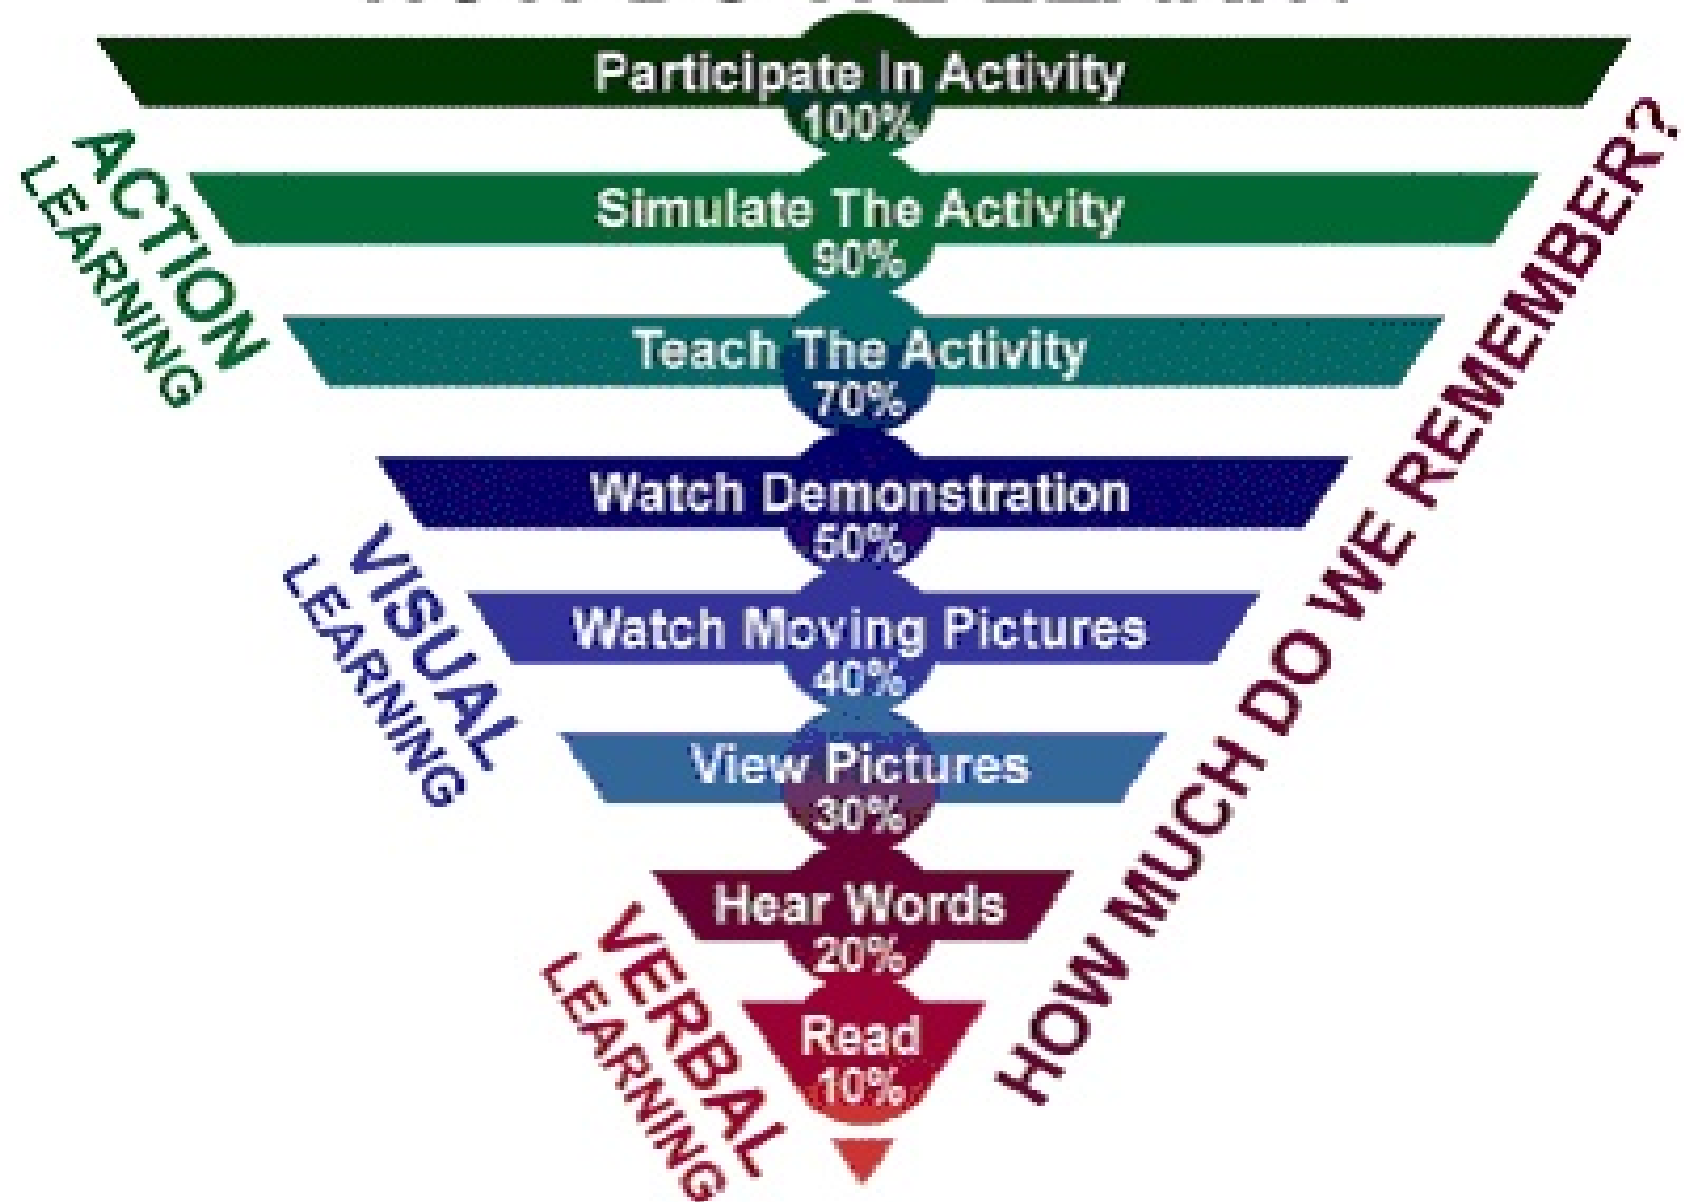 Participate In Activity
100%
Simulate The Activity
90%
Teach The Activity
70%
Watch Demonstration
50%
Watch Moving Pictures
40%
View Pictures
30%
Hear Words
20%
Read
10%
ACTION
LEARNING
VISUAL
LEARNING
VERBAL
LEARNING
HOW MUCH DO WE REMEMBER?